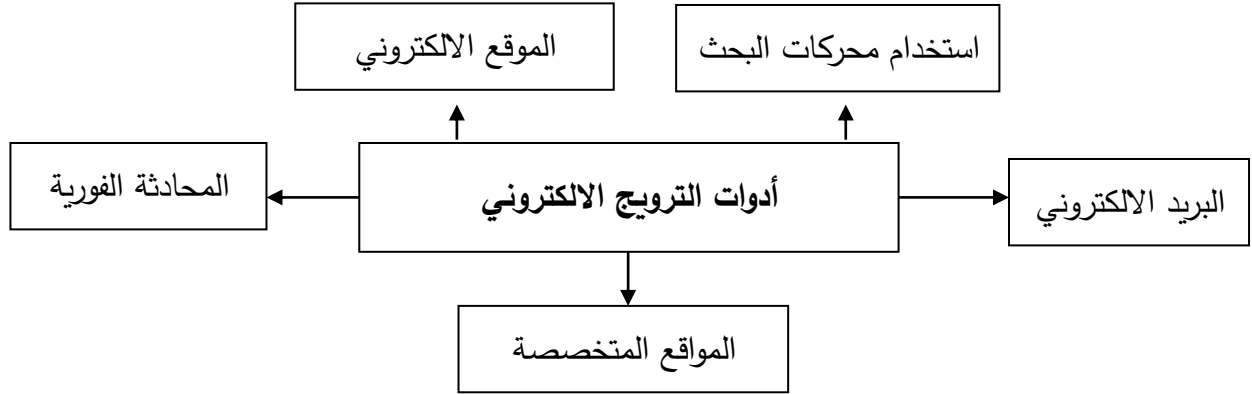 استخدام محركات البحث
الموقع الالكتروني
البريد الالكتروني
أدوات الترويج الالكتروني
المحادثة الفورية
المواقع المتخصصة